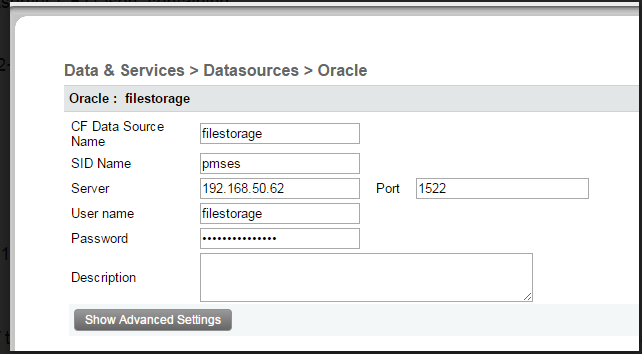 Data & Services > Datasources > Oracle
Oracle : filestorage
CF Data Source
Name
filestorage
SID Name pmses
Server 192.168.50.62 Port 1522
User name filestorage
Password •••••••••••••••
Description
Show Advanced Settings